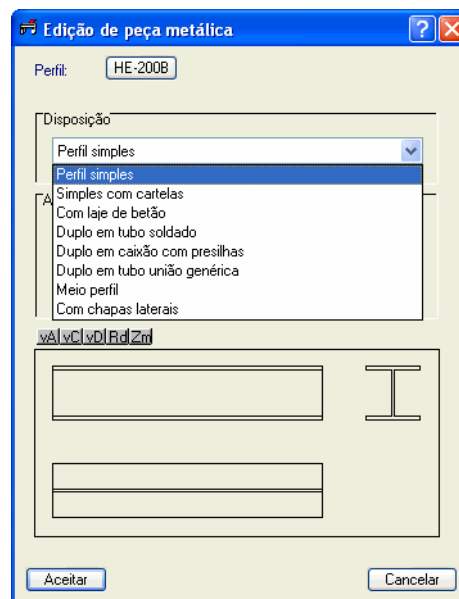 Edição de peça metálica
Perfil: HE-200B
Disposição
Perfil simples
Perfil simples
Simples com cartelas
Com laje de betão
Duplo em tubo soldado
Duplo em caixão com presilhas
Duplo em tubo união genérica
Meio perfil
Com chapas laterais
vA vC vD Rd Zm
Aceitar Cancelar